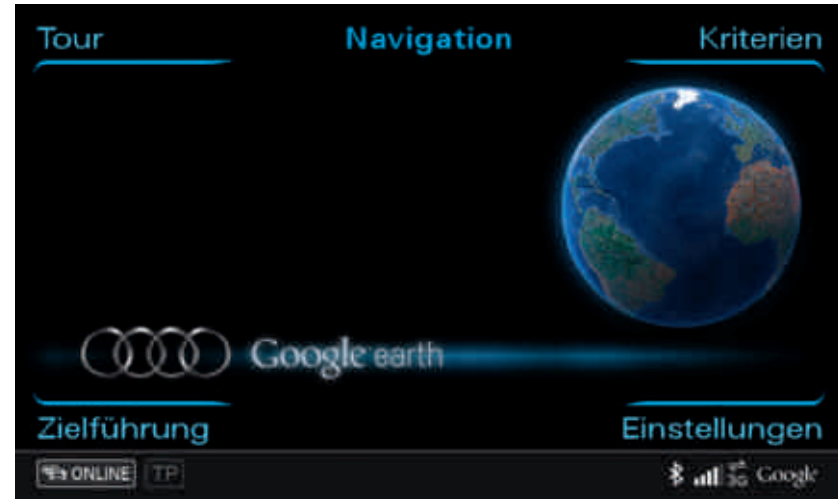 Tour Navigation Kriterien
Google earth
Zielführung Einstellungen
ONLINE TP 3G Google